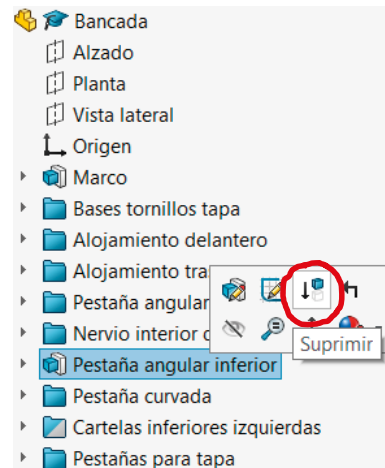 Bancada
Alzado
Planta
Vista lateral
Origen
Marco
Bases tornillos tapa
Alojamiento delantero
Alojamiento tra
Pestaña angular
Nervio interior
Suprimir
Pestaña angular inferior
Pestaña curvada
Cartelas inferiores izquierdas
Pestañas para tapa